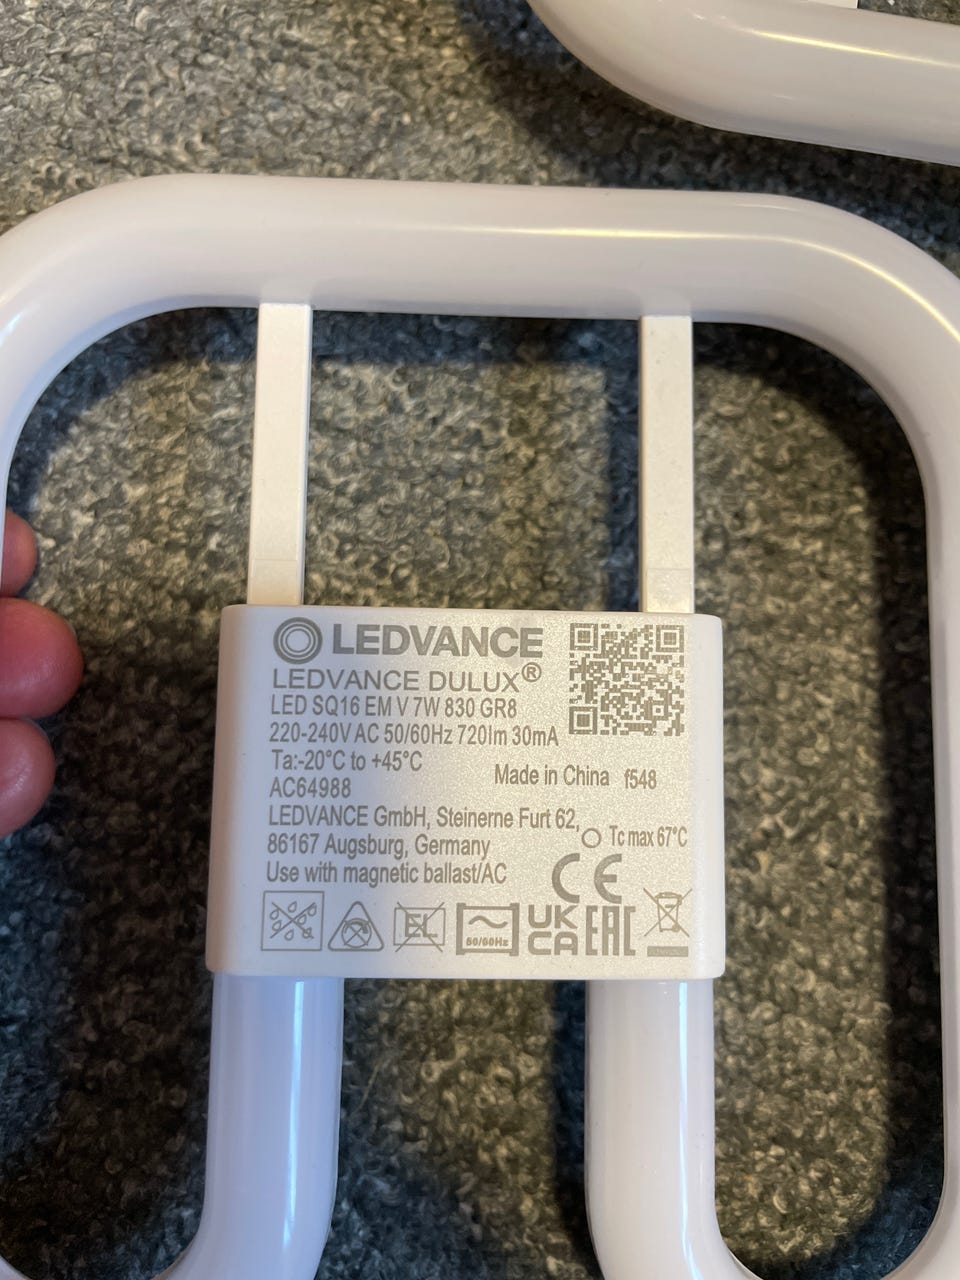 LEDVANCE
LEDVANCE DULUX®
LED SQ16 EM V 7W 830 GR8
220-240V AC 50/60Hz 720lm 30mA
Ta:-20°C to +45°C
AC64988
Made in China f548
LEDVANCE GmbH, Steinerne Furt 62,
86167 Augsburg, Germany
Tc max 67°C
Use with magnetic ballast/AC
CE
EL
50/60Hz
UK
CA
EAC